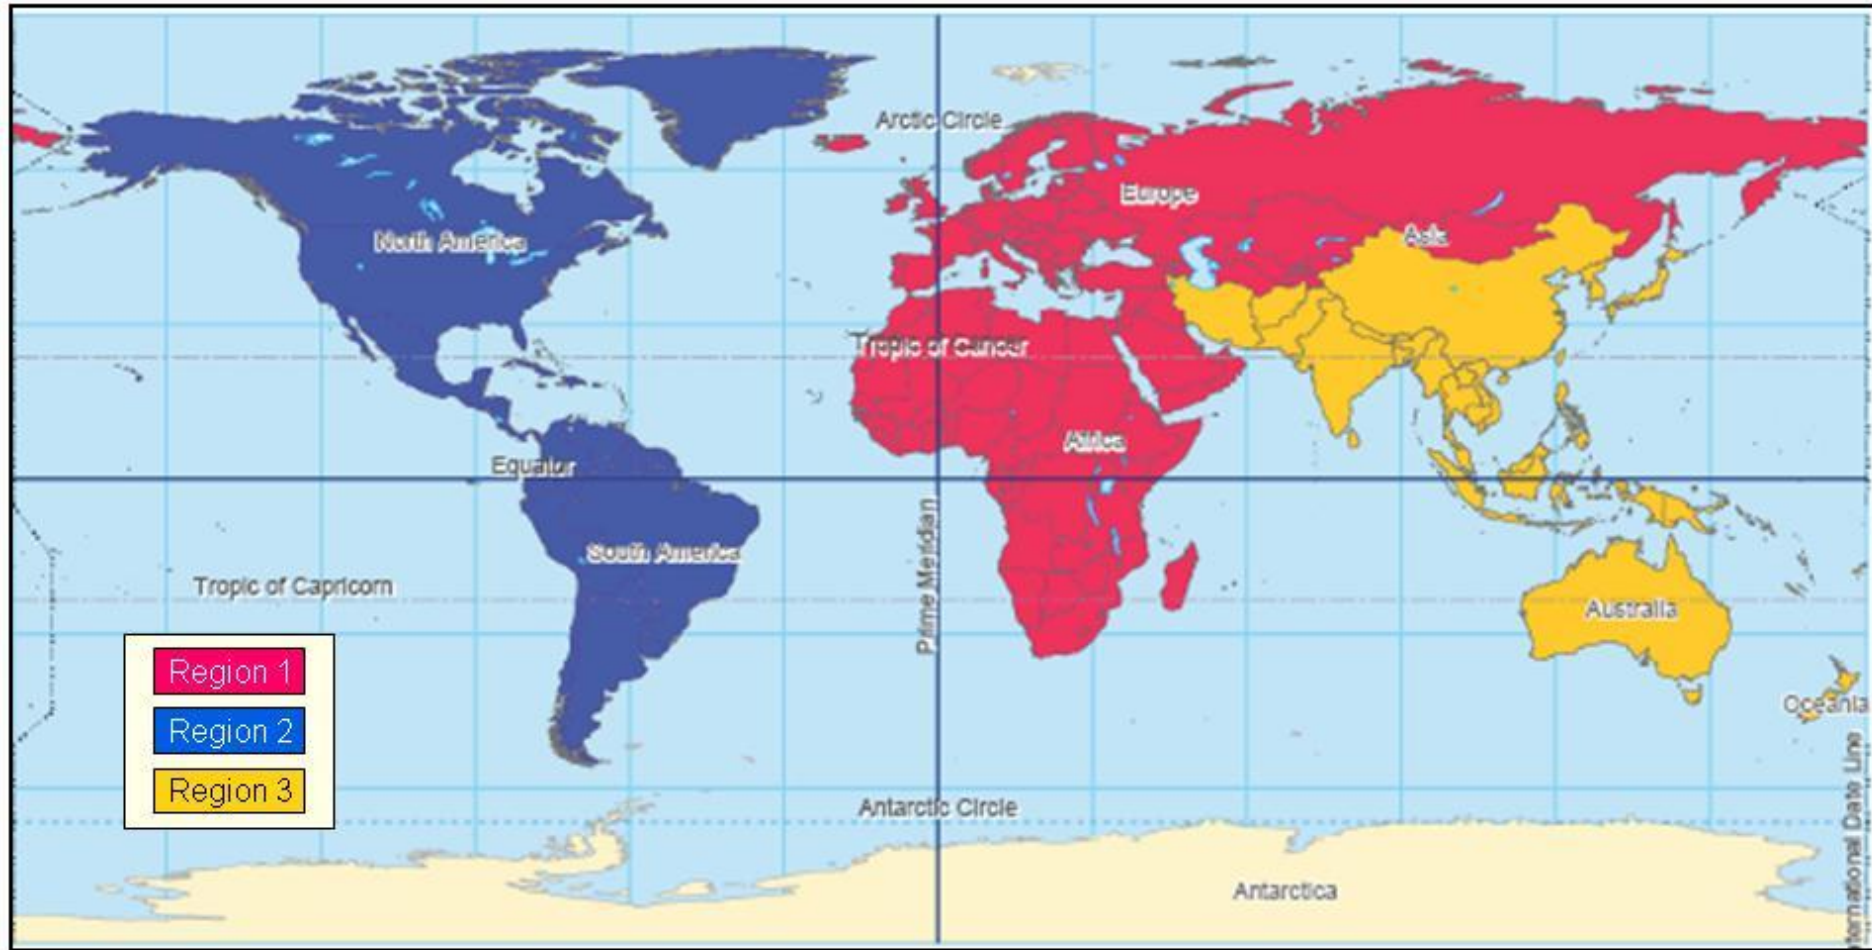 Arctic Circle
Europe
North America
Asia
Tropic of Cancer
Africa
Equator
Prime Meridian
South America
Tropic of Capricorn
Australia
Region 1
Region 2
Region 3
Oceania
Antarctic Circle
International Date Line
Antarctica